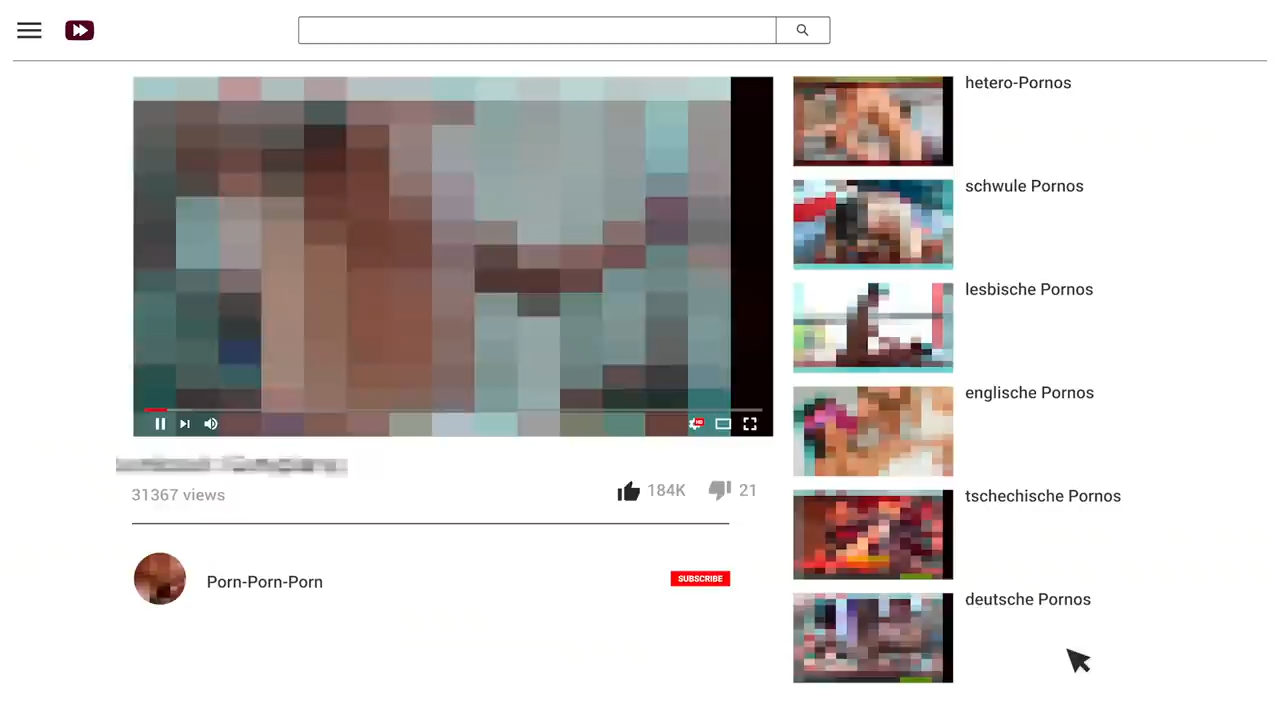 31367 views
184K
21
Porn-Porn-Porn
SUBSCRIBE
hetero-Pornos
schwule Pornos
lesbische Pornos
englische Pornos
tschechische Pornos
deutsche Pornos
HD